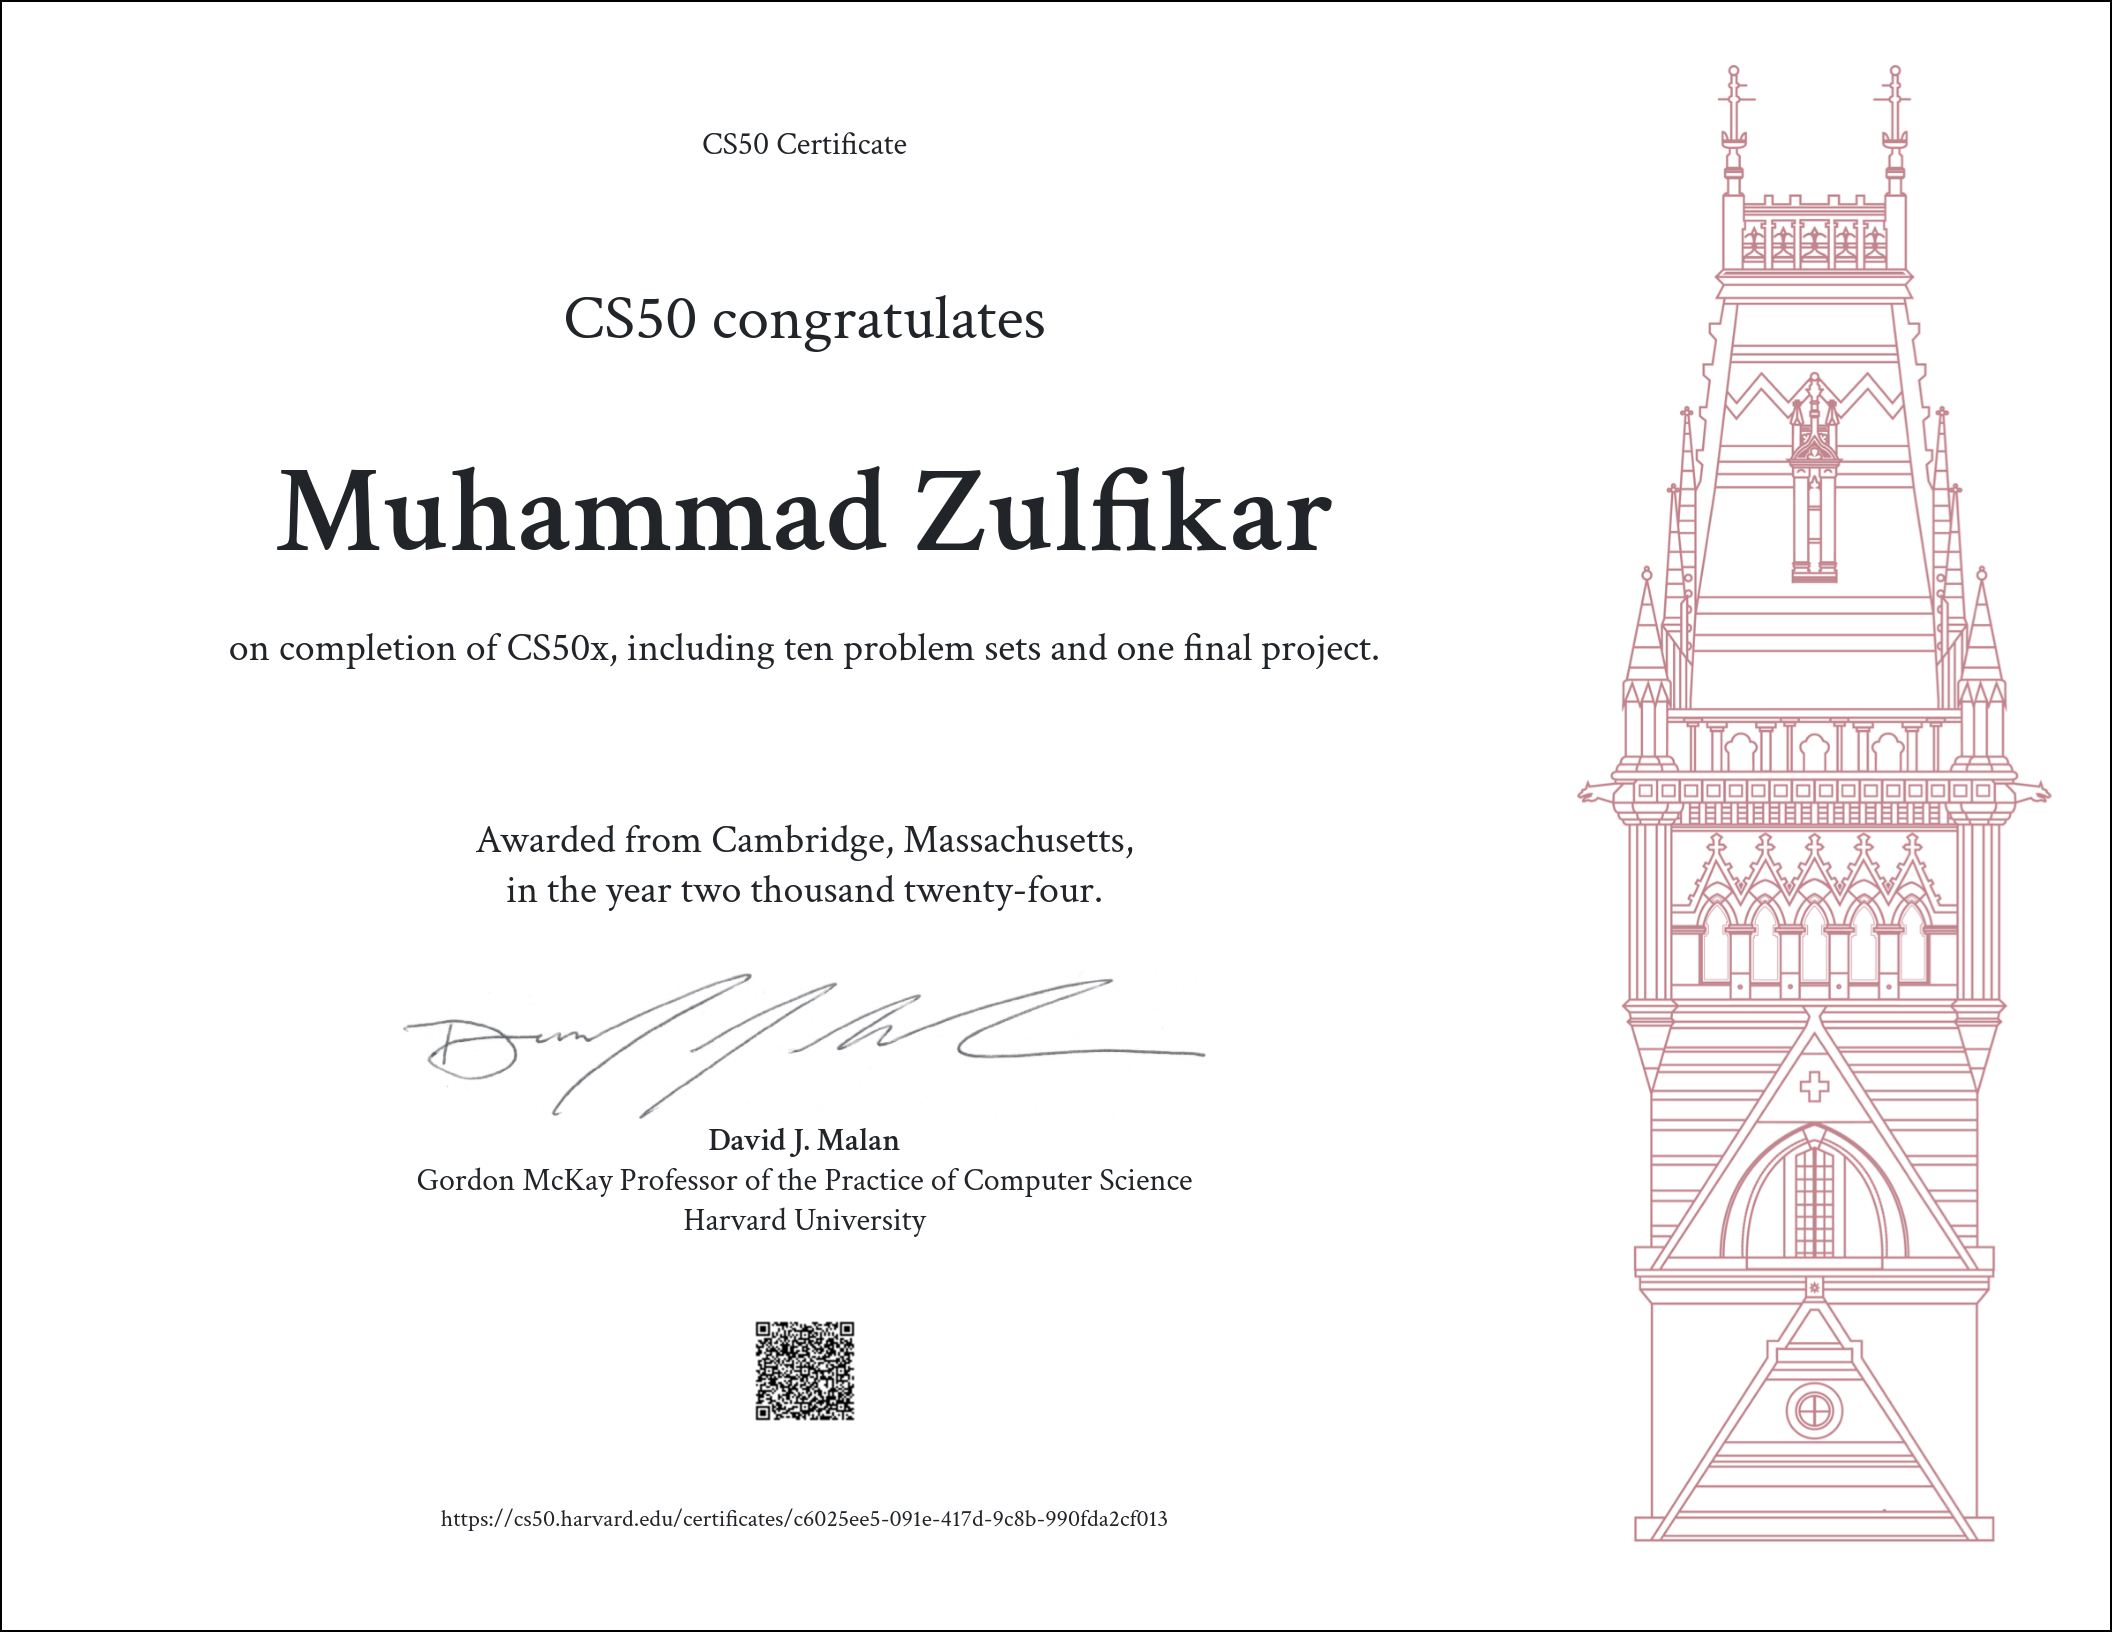 CS50 Certificate
CS50 congratulates
Muhammad Zulfikar
on completion of CS50x, including ten problem sets and one final project.
Awarded from Cambridge, Massachusetts,
in the year two thousand twenty-four.
David J. Malan
Gordon McKay Professor of the Practice of Computer Science
Harvard University
https://cs50.harvard.edu/certificates/c6025ee5-091e-417d-9c8b-990fda2cf013